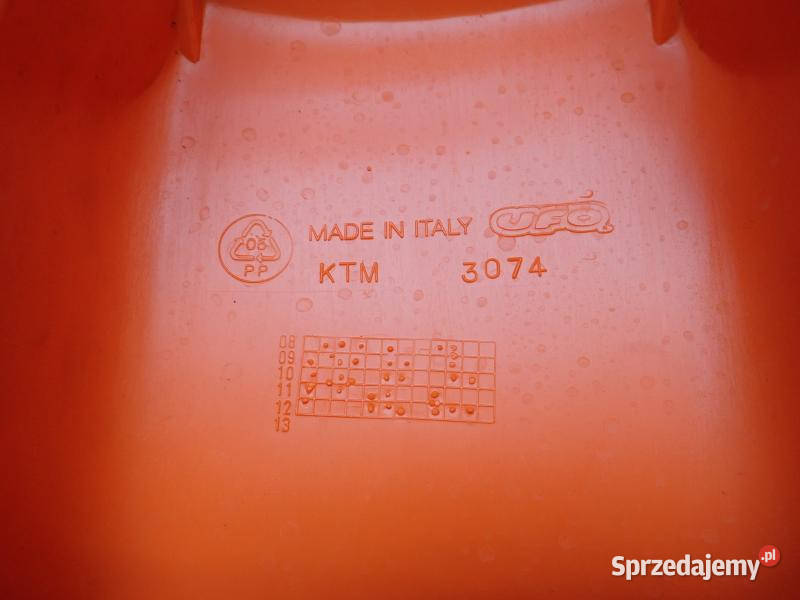 MADE IN ITALY UFO
05
PP
KTM 3074
08
09
10
11
12
13
Sprzedajemy.pl